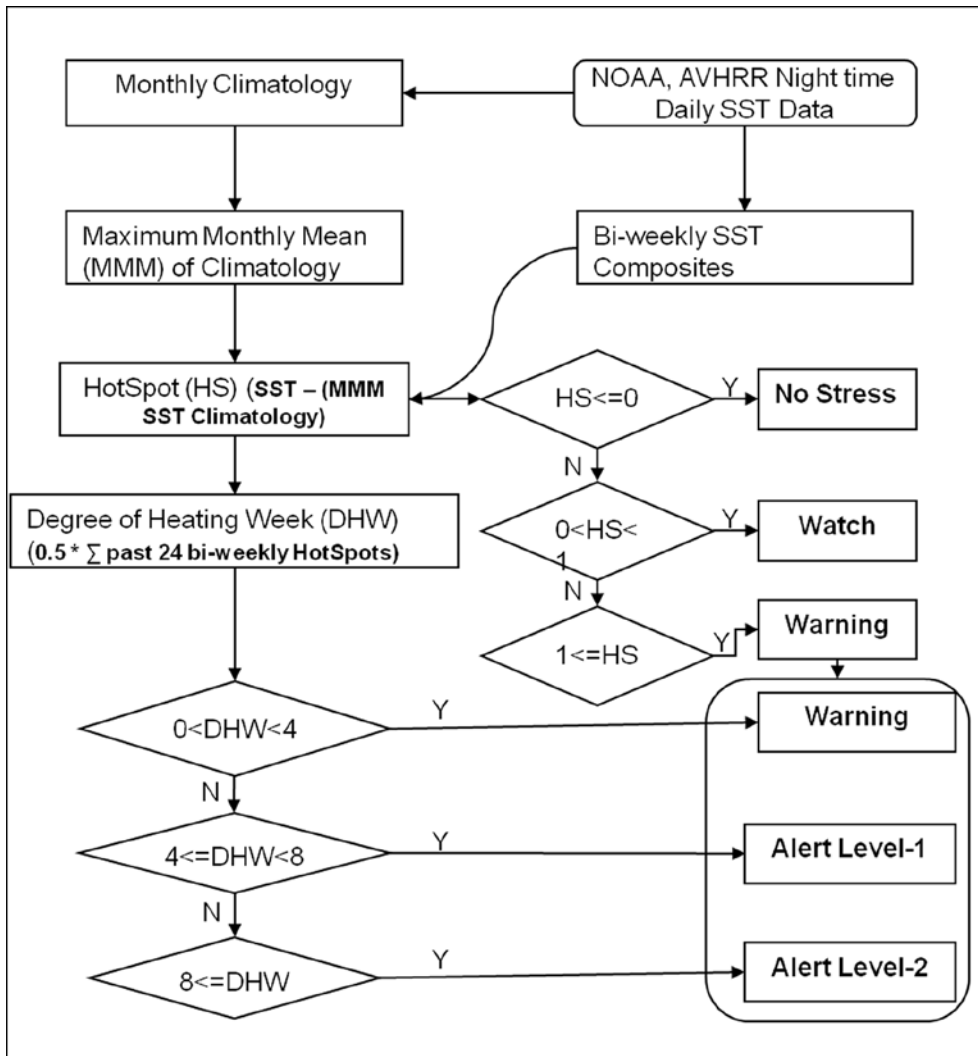 Monthly Climatology
NOAA, AVHRR Night time
Daily SST Data
Maximum Monthly Mean
(MMM) of Climatology
Bi-weekly SST
Composites
HotSpot (HS) (SST – (MMM
SST Climatology)
HS<=0
Y
No Stress
N
Degree of Heating Week (DHW)
(0.5 * ∑ past 24 bi-weekly HotSpots)
0<HS<
1
Y
Watch
N
1<=HS
Y
Warning
0<DHW<4
Y
Warning
N
4<=DHW<8
Y
Alert Level-1
N
8<=DHW
Y
Alert Level-2